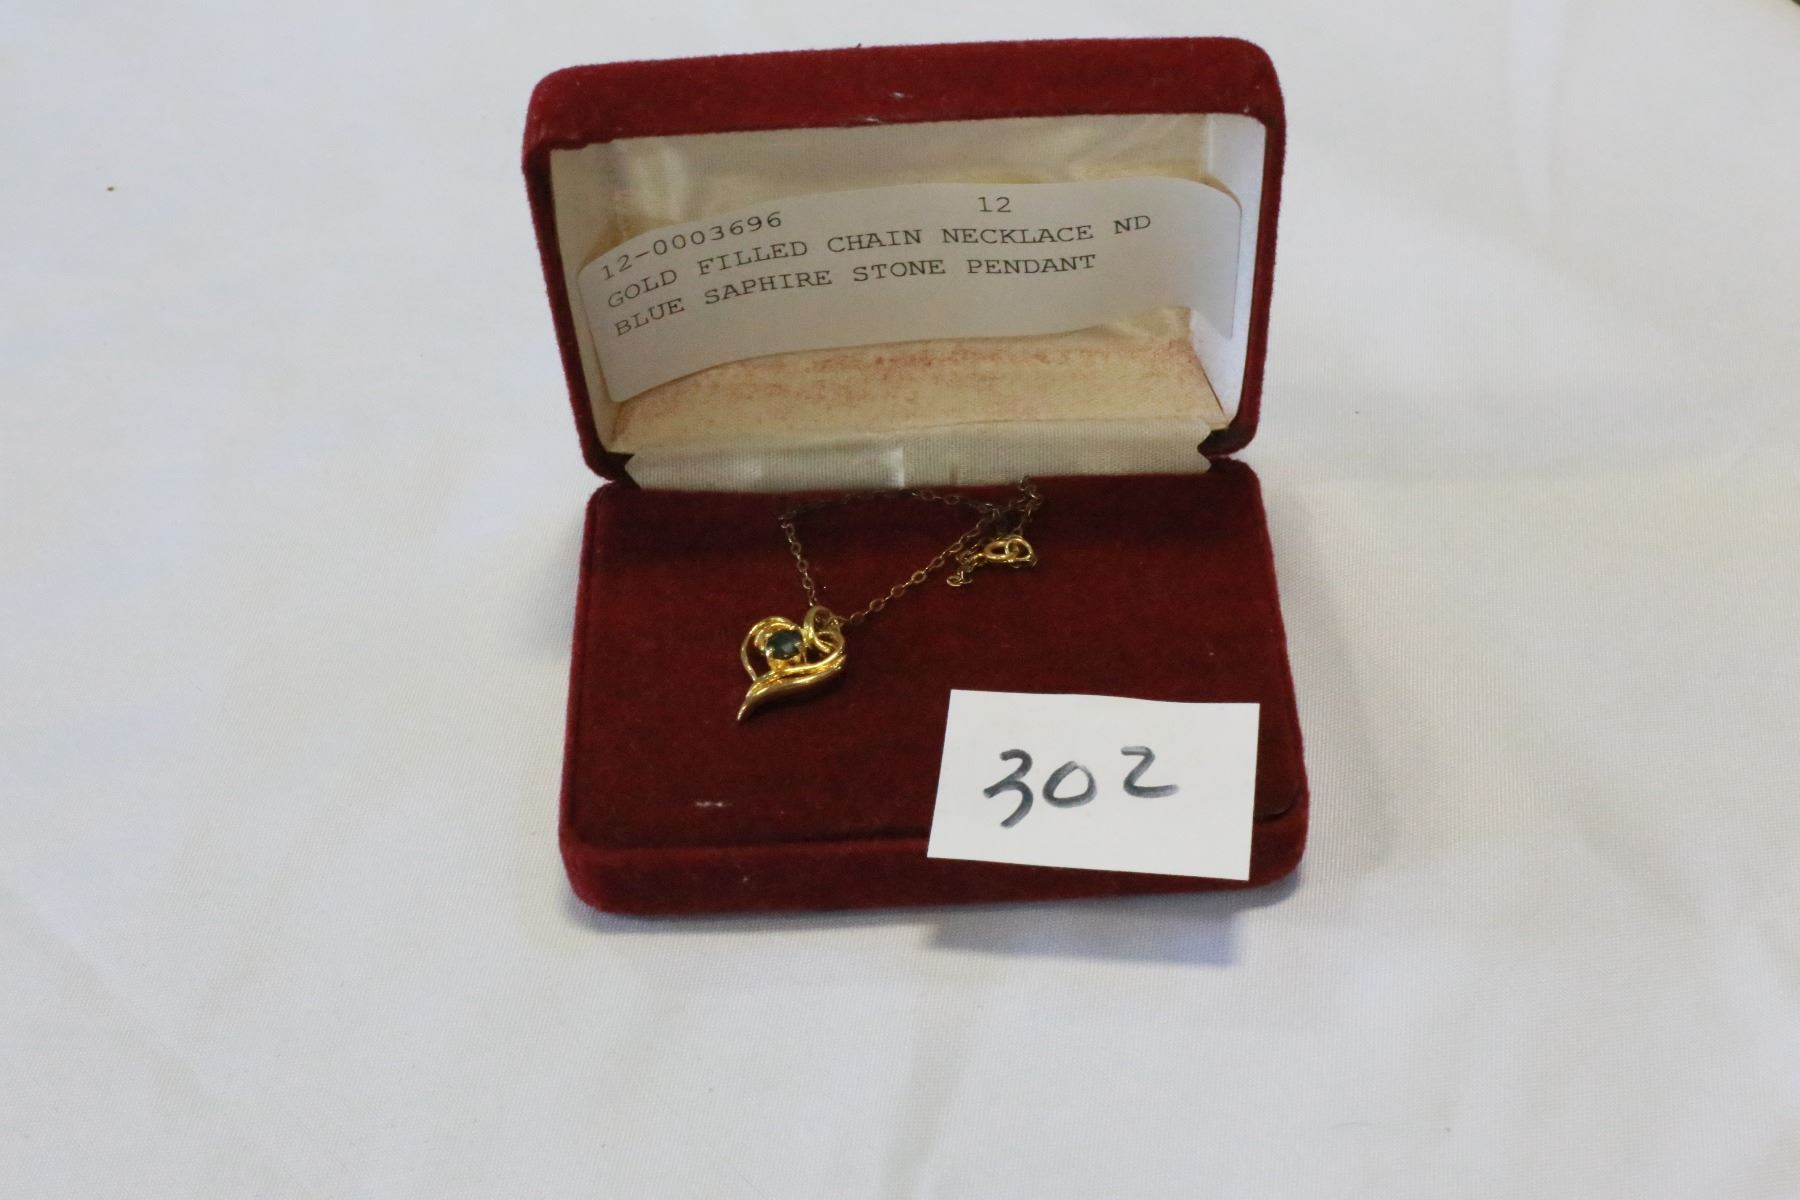 12-0003696 12
GOLD FILLED CHAIN NECKLACE ND
BLUE SAPHIRE STONE PENDANT
302